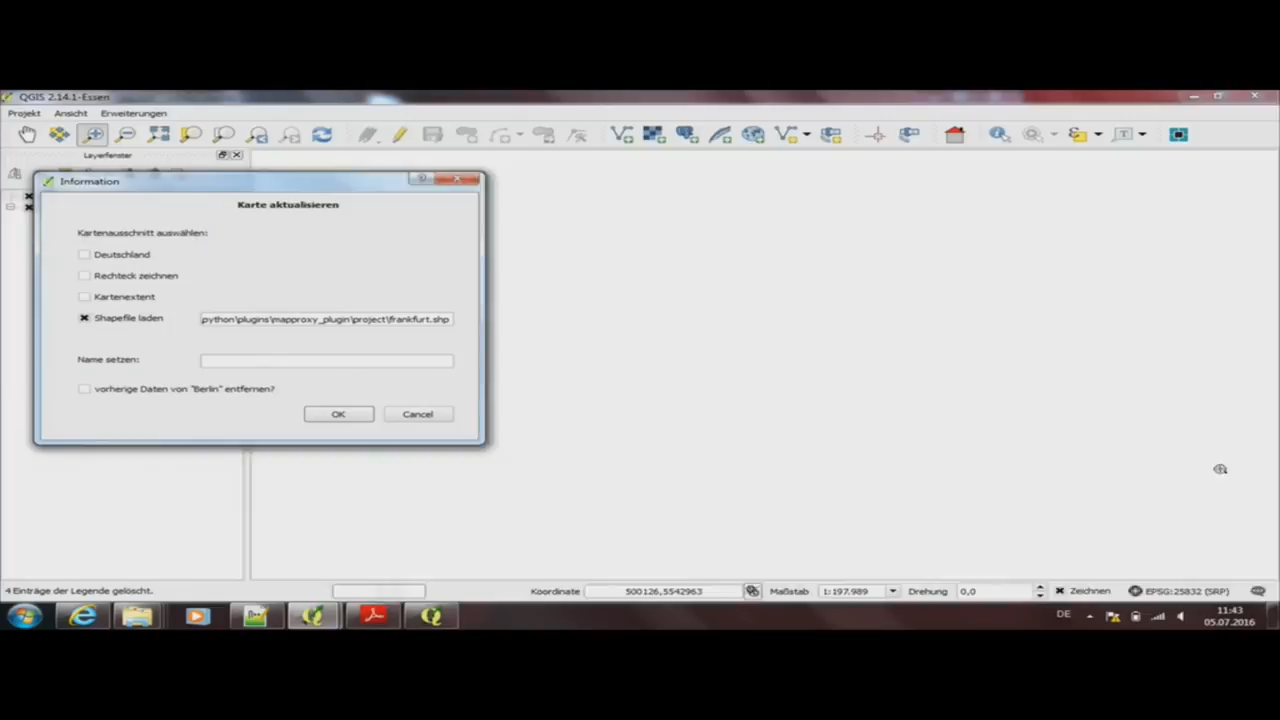 QGIS 2.14.1-Essen
Projekt Ansicht Erweiterungen
Layerfenster
Information
Karte aktualisieren
Kartenausschnitt auswählen:
Deutschland
Rechteck zeichnen
Kartenextent
Shapefile laden python\plugins\mapproxy_plugin\project\frankfurt.shp
Name setzen:
vorherige Daten von "Berlin" entfernen?
OK Cancel
4 Einträge der Legende gelöscht. Koordinate 500126,5542963 Maßstab 1:197.989 Drehung 0,0 Zeichnen EPSG:25832 (SRP)
DE 11:43
05.07.2016